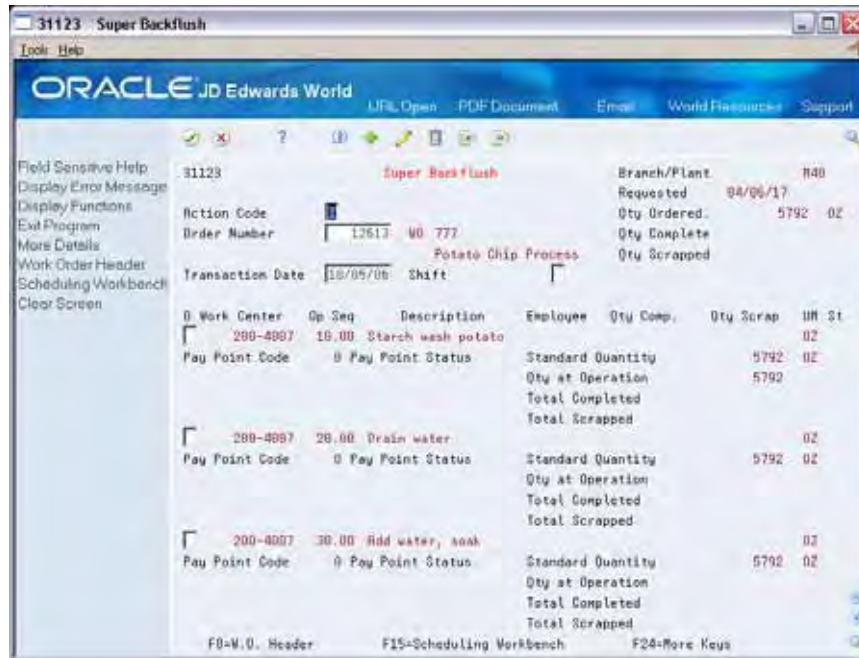 31123 Super Backflush
Tools Help
ORACLE JD Edwards World
URL Open PDF Document Email World Resources Support
?
Field Sensitive Help
Display Error Message
Display Functions
Exit Program
More Details
Work Order Header
Scheduling Workbench
Clear Screen
31123 Super Backflush Branch/Plant M40
Requested 04/06/17
Action Code Qty Ordered. 5792 OZ
Order Number 12613 WO 777 Qty Complete
Potato Chip Process Qty Scrapped
Transaction Date 10/05/06 Shift
O Work Center Op Seq Description Employee Qty Comp. Qty Scrap UM St
200-4007 10.00 Starch wash potato OZ
Pay Point Code 0 Pay Point Status Standard Quantity 5792 OZ
Qty at Operation 5792
Total Completed
Total Scrapped
200-4007 20.00 Drain water OZ
Pay Point Code 0 Pay Point Status Standard Quantity 5792 OZ
Qty at Operation
Total Completed
Total Scrapped
200-4007 30.00 Add water, soak OZ
Pay Point Code 0 Pay Point Status Standard Quantity 5792 OZ
Qty at Operation
Total Completed
Total Scrapped
F8=W.O. Header F15=Scheduling Workbench F24=More Keys